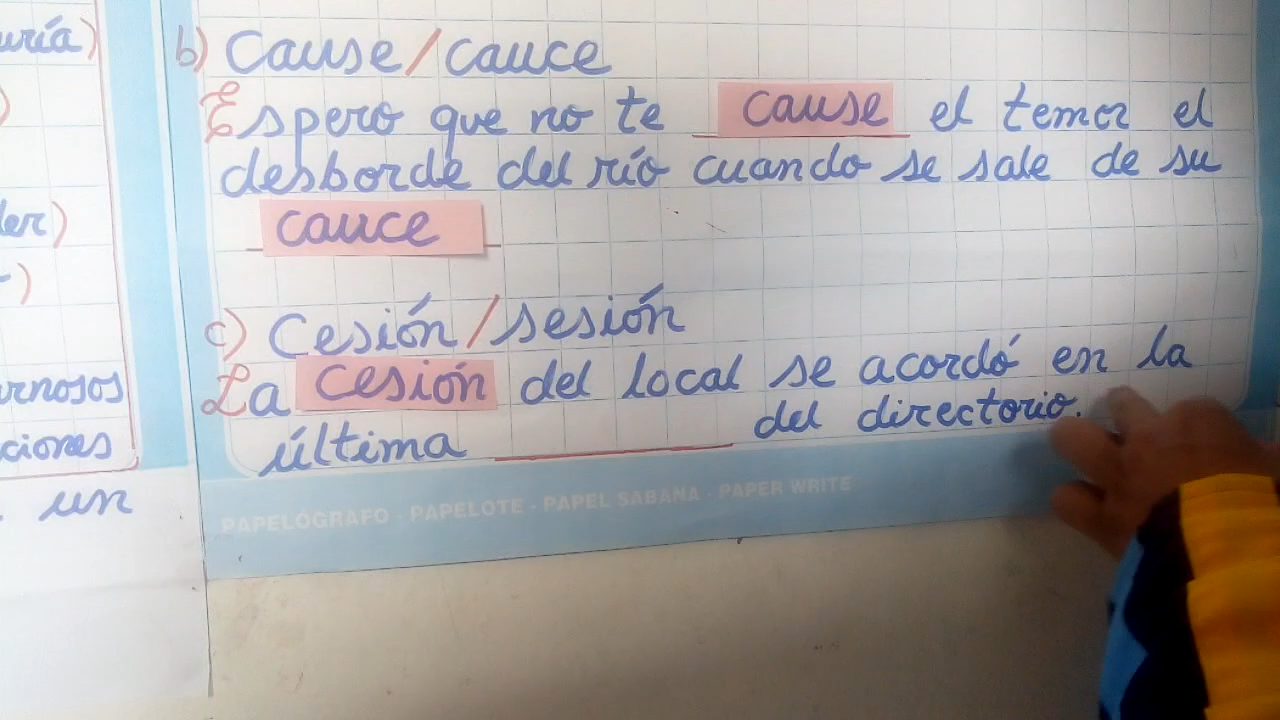 b) Cause/cauce
Espero que no te cause el temor el
desborde del río cuando se sale de su
cauce
c) Cesión/sesión
La cesión del local se acordó en la
última del directorio.
PAPELÓGRAFO - PAPELOTE - PAPEL SABANA - PAPER WRITE
un